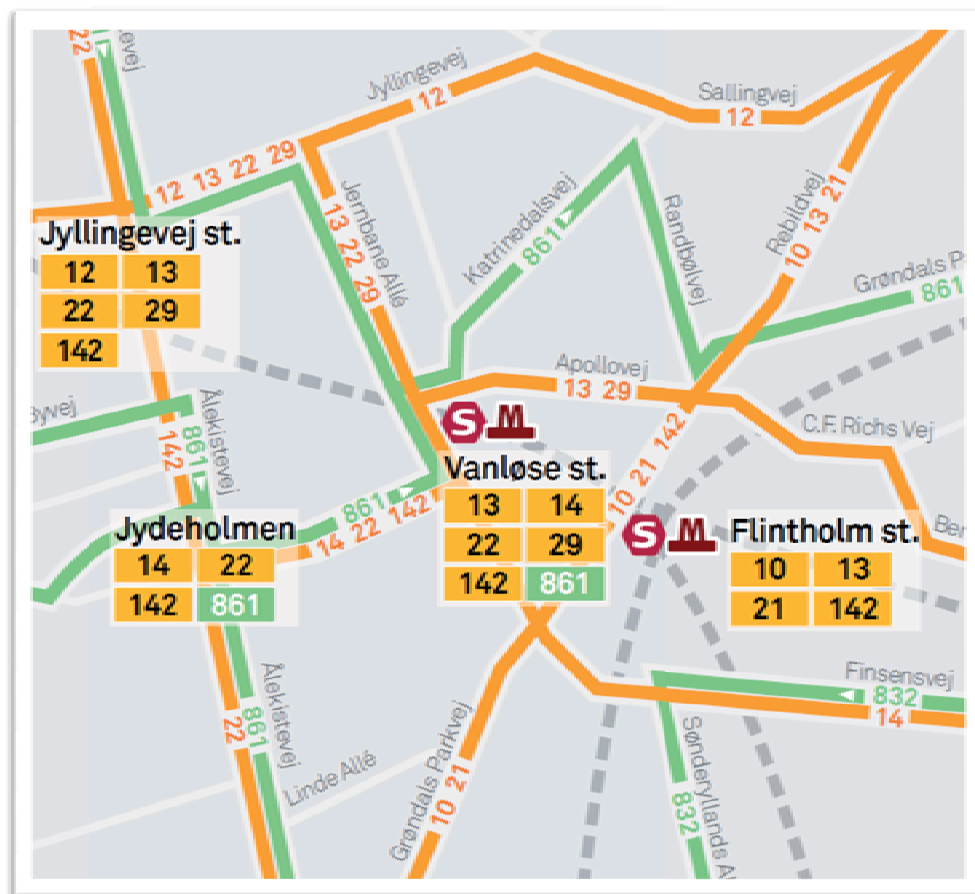 22
evej
Jyllingevej
12
Sallingvej
12
12 13 22 29
Jernbane Allé
13 22 29
Katrinedalsvej
861
Randbølvej
Rebildvej
10 13 21
Grøndals P
861
Jyllingevej st.
12 13
22 29
142
Apollovej
13 29
C.F. Richs Vej
byvej
142
861
Ålekistevej
S M
Vanløse st.
13 14
22 29
142 861
10 21 142
861
14 22 142
S M
Flintholm st.
10 13
21 142
Ber
Jydeholmen
14 22
142 861
Finsensvej
832
14
22
861
Ålekistevej
Linde Allé
Grøndals Parkvej
10 21
Sønderjyllands A
832